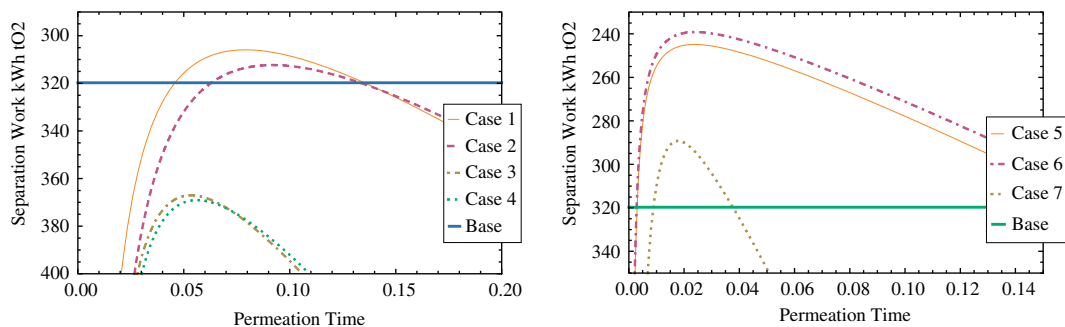 Separation Work kWh tO2
300
320
340
360
380
400
0.00
0.05
0.10
0.15
0.20
Permeation Time
Case 1
Case 2
Case 3
Case 4
Base
Separation Work kWh tO2
240
260
280
300
320
340
0.00
0.02
0.04
0.06
0.08
0.10
0.12
0.14
Permeation Time
Case 5
Case 6
Case 7
Base